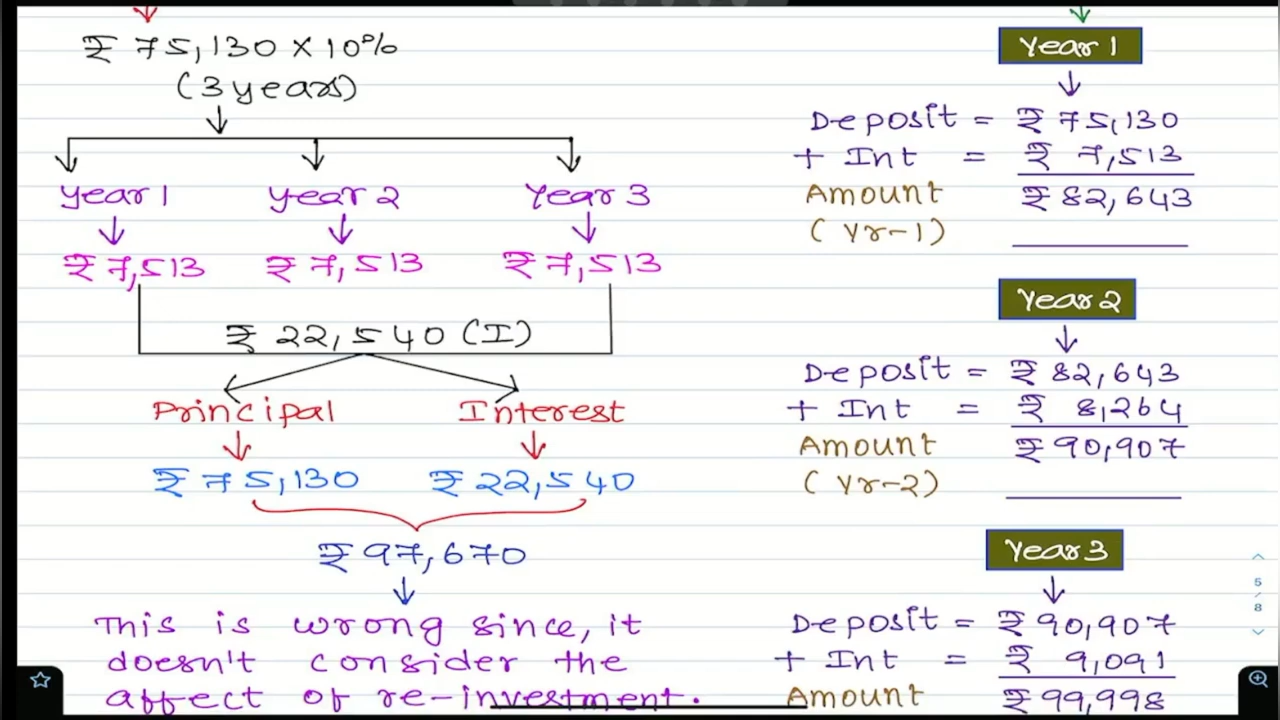 ₹ 75,130 × 10%
(3 years)
Year 1 Year 2 Year 3
₹ 7,513 ₹ 7,513 ₹ 7,513
₹ 22,540 (I)
Principal Interest
₹ 75,130 ₹ 22,540
₹ 97,670
This is wrong since, it
doesn't consider the
affect of re-investment.
Year 1
Deposit = ₹ 75,130
+ Int = ₹ 7,513
Amount ₹ 82,643
(Yr-1)
Year 2
Deposit = ₹ 82,643
+ Int = ₹ 8,264
Amount ₹ 90,907
(Yr-2)
Year 3
Deposit = ₹ 90,907
+ Int = ₹ 9,091
Amount ₹ 99,998
5
/
8